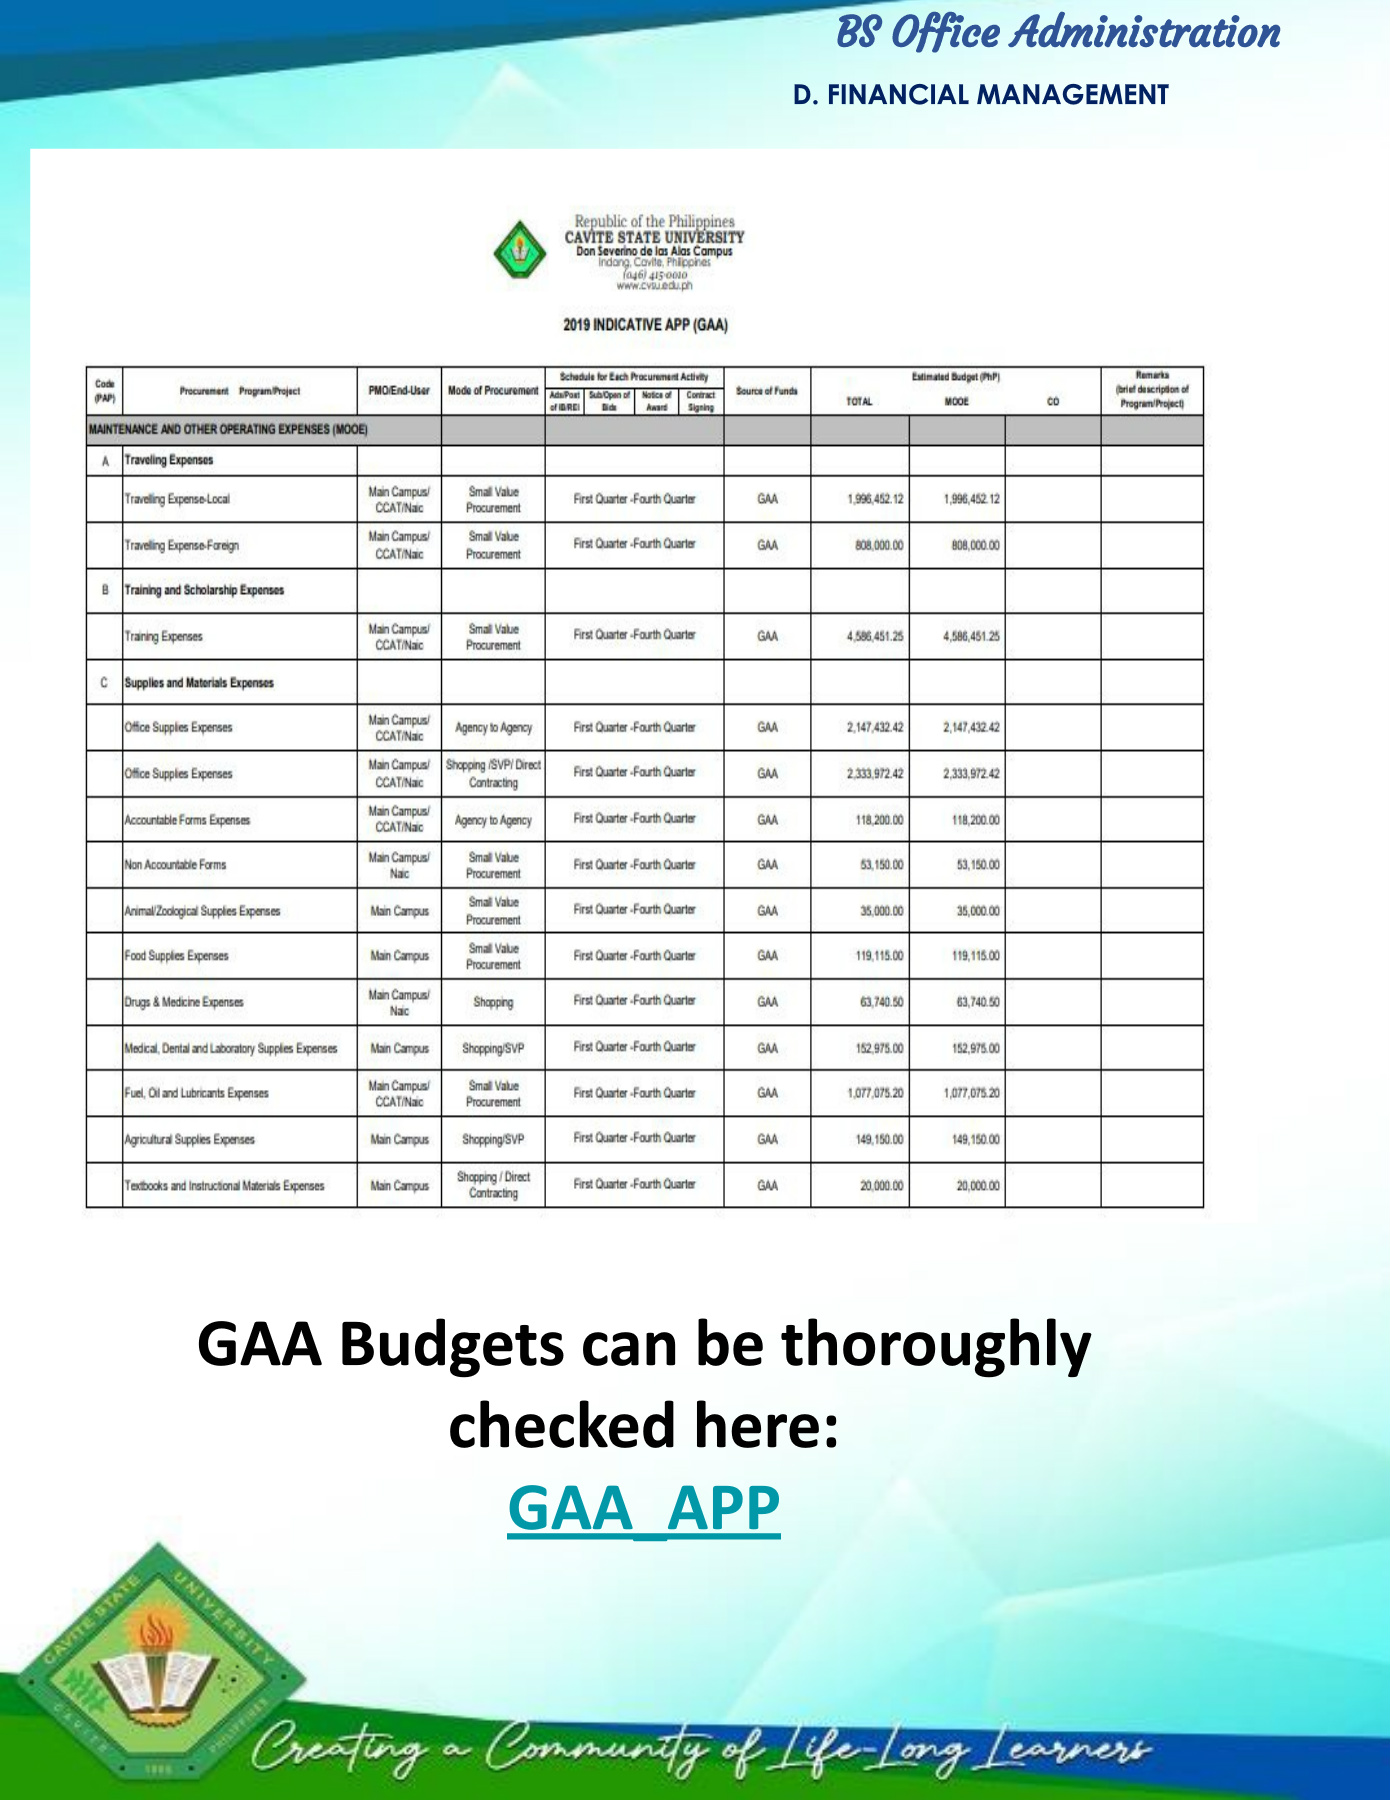 BS Office Administration
D. FINANCIAL MANAGEMENT
Republic of the Philippines
CAVITE STATE UNIVERSITY
Don Severino de las Alas Campus
Indang, Cavite, Philippines
(046) 415-0010
www.cvsu.edu.ph
2019 INDICATIVE APP (GAA)
Code (PAP) Procurement Program/Project PMO/End-User Mode of Procurement Schedule for Each Procurement Activity Source of Funds Estimated Budget (PhP) Remarks (brief description of Program/Project)
Ads/Post of IB/REI Sub/Open of Bids Notice of Award Contract Signing TOTAL MOOE CO
MAINTENANCE AND OTHER OPERATING EXPENSES (MOOE)
A Traveling Expenses
Travelling Expense-Local Main Campus/ CCAT/Naic Small Value Procurement First Quarter -Fourth Quarter GAA 1,996,452.12 1,996,452.12
Travelling Expense-Foreign Main Campus/ CCAT/Naic Small Value Procurement First Quarter -Fourth Quarter GAA 808,000.00 808,000.00
B Training and Scholarship Expenses
Training Expenses Main Campus/ CCAT/Naic Small Value Procurement First Quarter -Fourth Quarter GAA 4,586,451.25 4,586,451.25
C Supplies and Materials Expenses
Office Supplies Expenses Main Campus/ CCAT/Naic Agency to Agency First Quarter -Fourth Quarter GAA 2,147,432.42 2,147,432.42
Office Supplies Expenses Main Campus/ CCAT/Naic Shopping /SVP/ Direct Contracting First Quarter -Fourth Quarter GAA 2,333,972.42 2,333,972.42
Accountable Forms Expenses Main Campus/ CCAT/Naic Agency to Agency First Quarter -Fourth Quarter GAA 118,200.00 118,200.00
Non Accountable Forms Main Campus/ Naic Small Value Procurement First Quarter -Fourth Quarter GAA 53,150.00 53,150.00
Animal/Zoological Supplies Expenses Main Campus Small Value Procurement First Quarter -Fourth Quarter GAA 35,000.00 35,000.00
Food Supplies Expenses Main Campus Small Value Procurement First Quarter -Fourth Quarter GAA 119,115.00 119,115.00
Drugs & Medicine Expenses Main Campus/ Naic Shopping First Quarter -Fourth Quarter GAA 63,740.50 63,740.50
Medical, Dental and Laboratory Supplies Expenses Main Campus Shopping/SVP First Quarter -Fourth Quarter GAA 152,975.00 152,975.00
Fuel, Oil and Lubricants Expenses Main Campus/ CCAT/Naic Small Value Procurement First Quarter -Fourth Quarter GAA 1,077,075.20 1,077,075.20
Agricultural Supplies Expenses Main Campus Shopping/SVP First Quarter -Fourth Quarter GAA 149,150.00 149,150.00
Textbooks and Instructional Materials Expenses Main Campus Shopping / Direct Contracting First Quarter -Fourth Quarter GAA 20,000.00 20,000.00
GAA Budgets can be thoroughly
checked here:
GAA_APP
CAVITE STATE UNIVERSITY
CAVITE PHILIPPINES
1906
Creating a Community of Life-Long Learners